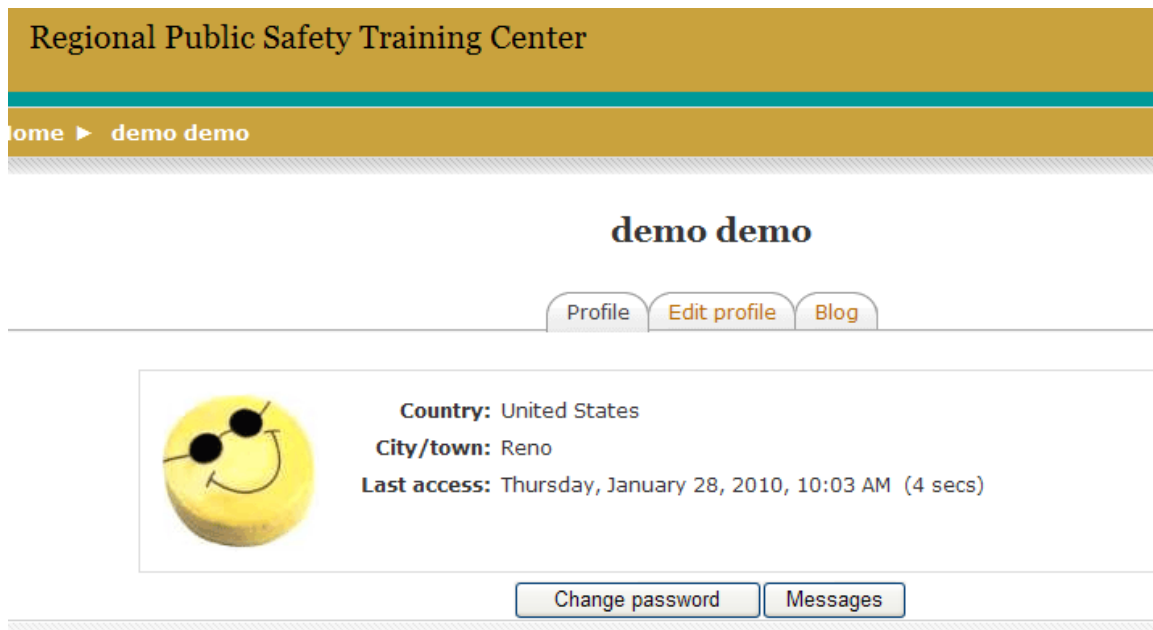 Regional Public Safety Training Center
ome ► demo demo
demo demo
Profile Edit profile Blog
Country: United States
City/town: Reno
Last access: Thursday, January 28, 2010, 10:03 AM (4 secs)
Change password Messages